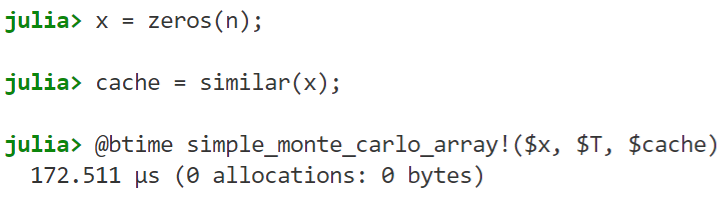 julia> x = zeros(n);
julia> cache = similar(x);
julia> @btime simple_monte_carlo_array!($x, $T, $cache)
172.511 μs (0 allocations: 0 bytes)